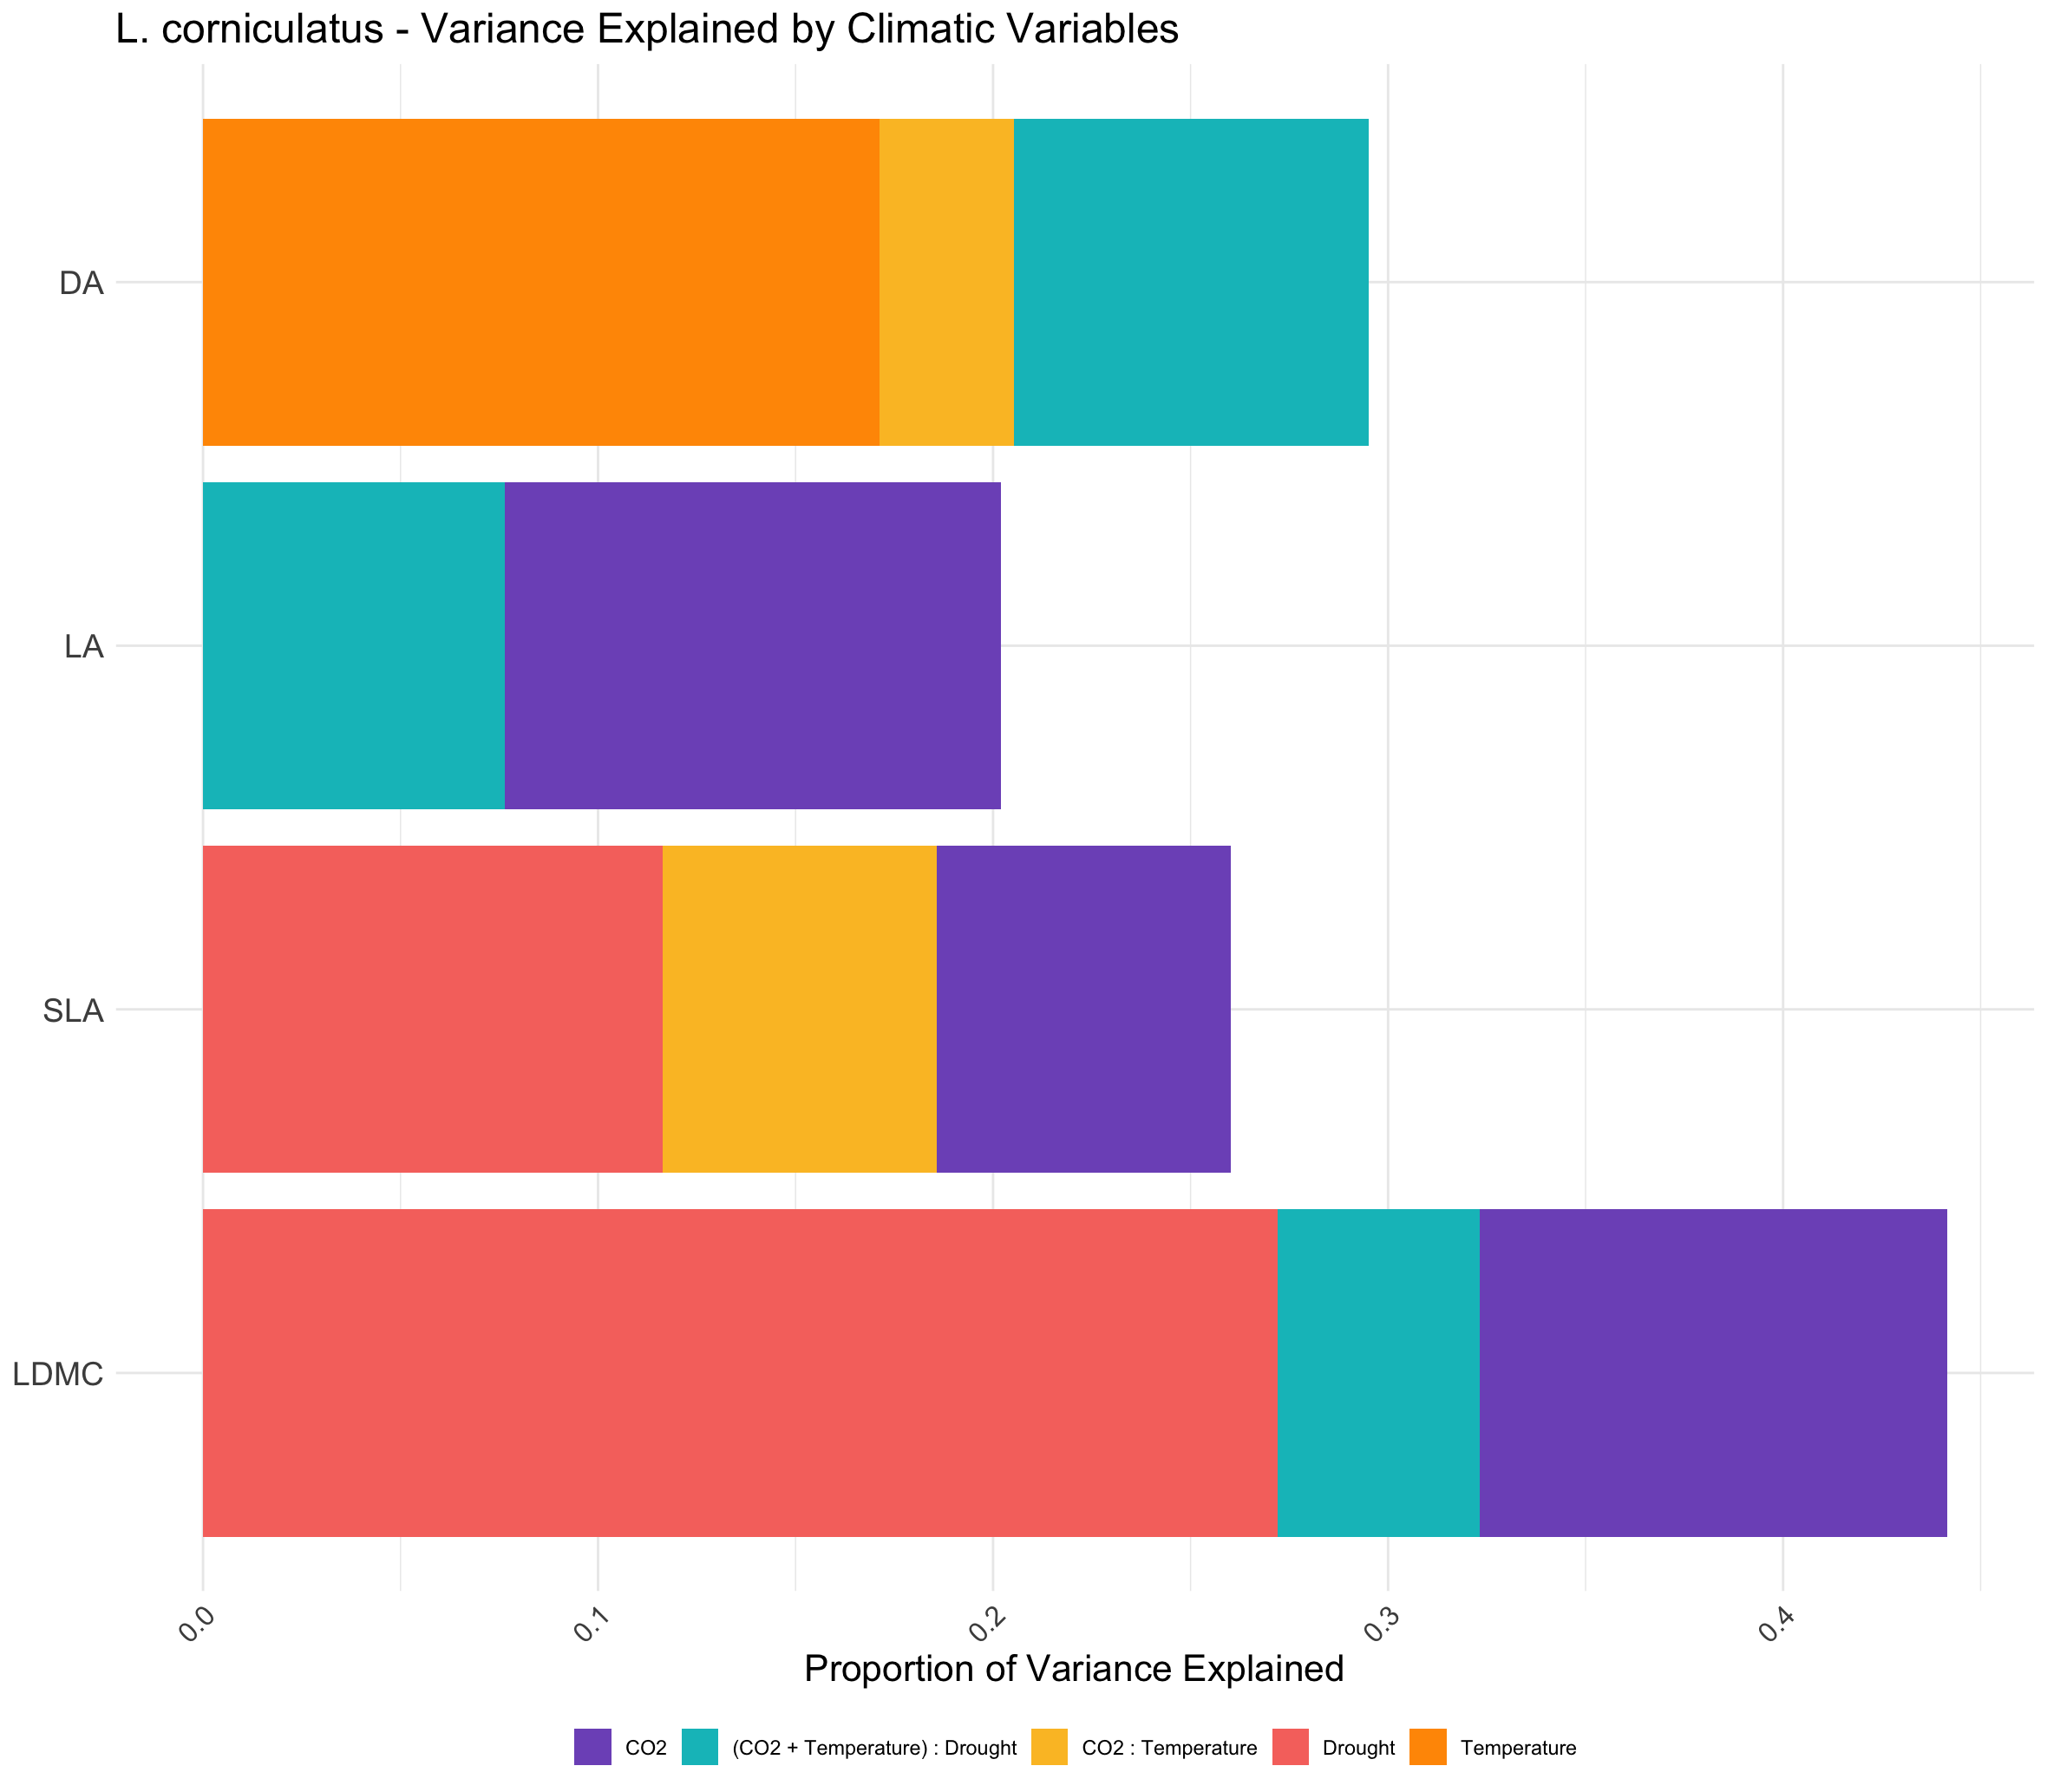 L. corniculatus - Variance Explained by Climatic Variables
DA
LA
SLA
LDMC
0.0 0.1 0.2 0.3 0.4
Proportion of Variance Explained
CO2 (CO2 + Temperature) : Drought CO2 : Temperature Drought Temperature